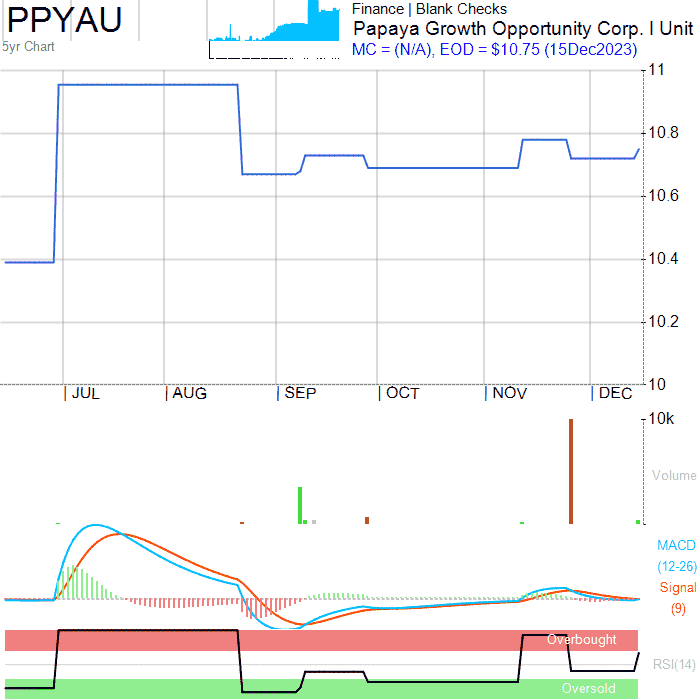 PPYAU
5yr Chart
Finance | Blank Checks
Papaya Growth Opportunity Corp. I Unit
MC = (N/A), EOD = $10.75 (15Dec2023)
11
10.8
10.6
10.4
10.2
10
JUL AUG SEP OCT NOV DEC
10k
Volume
MACD
(12-26)
Signal
(9)
Overbought
RSI(14)
Oversold